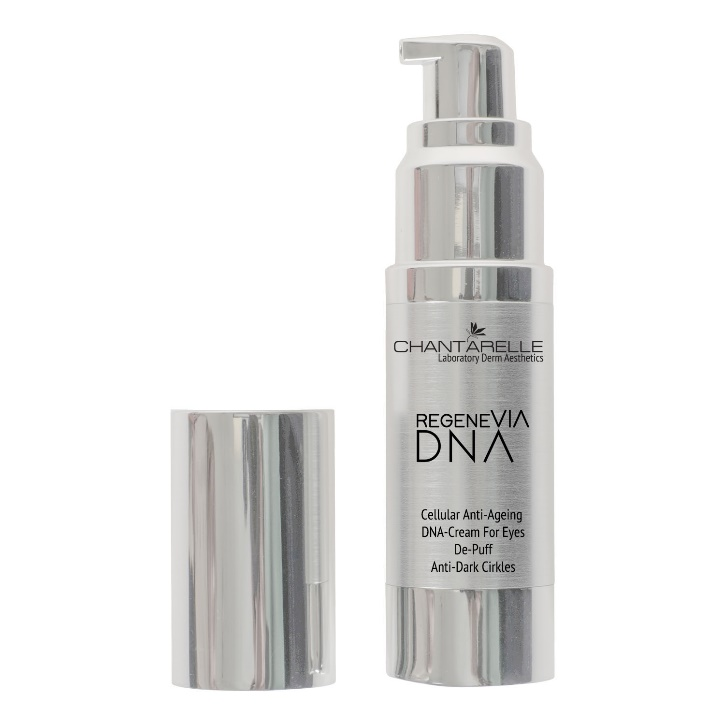 CHANTARELLE
Laboratory Derm Aesthetics
REGENEVIA
DNA
Cellular Anti-Ageing
DNA-Cream For Eyes
De-Puff
Anti-Dark Cirkles